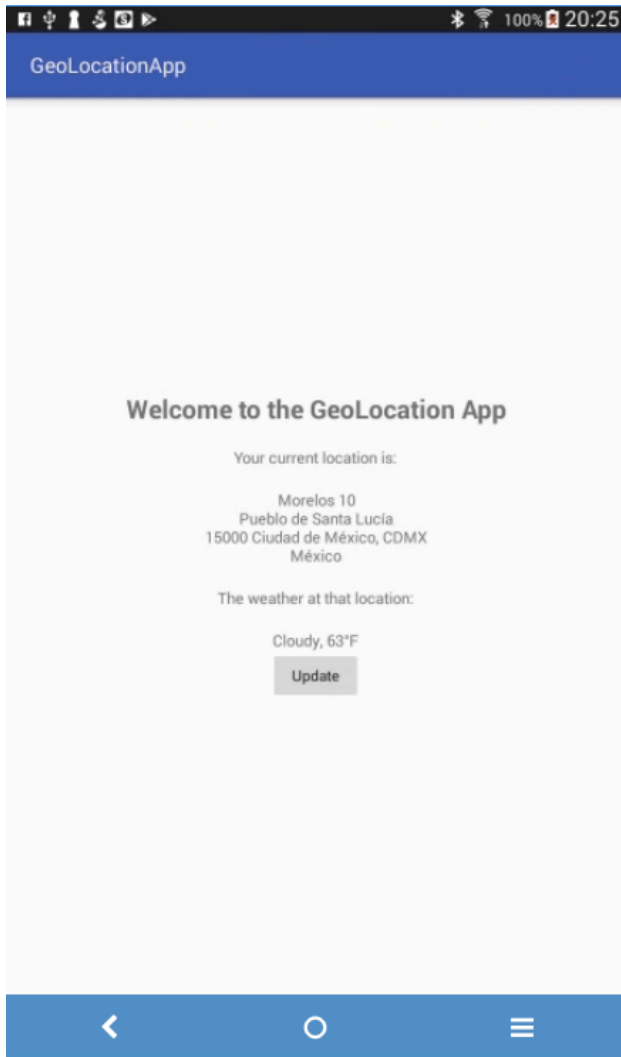 100% 20:25
GeoLocationApp
Welcome to the GeoLocation App
Your current location is:
Morelos 10
Pueblo de Santa Lucía
15000 Ciudad de México, CDMX
México
The weather at that location:
Cloudy, 63°F
Update